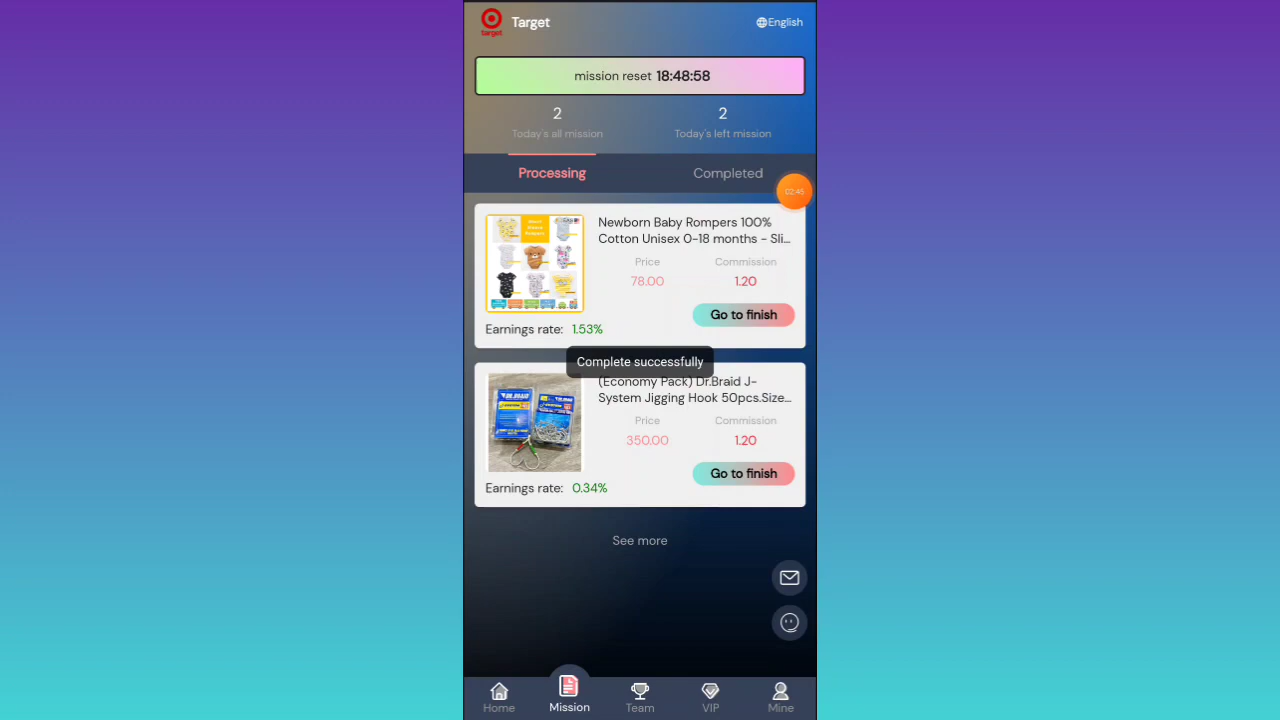 target
Target
English
mission reset 18:48:58
2
Today's all mission
2
Today's left mission
Processing
Completed
02:45
Newborn Baby Rompers 100%
Cotton Unisex 0-18 months - Sli...
Price
Commission
78.00
1.20
Go to finish
Earnings rate: 1.53%
Complete successfully
(Economy Pack) Dr.Braid J-
System Jigging Hook 50pcs.Size...
Price
Commission
350.00
1.20
Go to finish
Earnings rate: 0.34%
See more
Home
Mission
Team
VIP
Mine